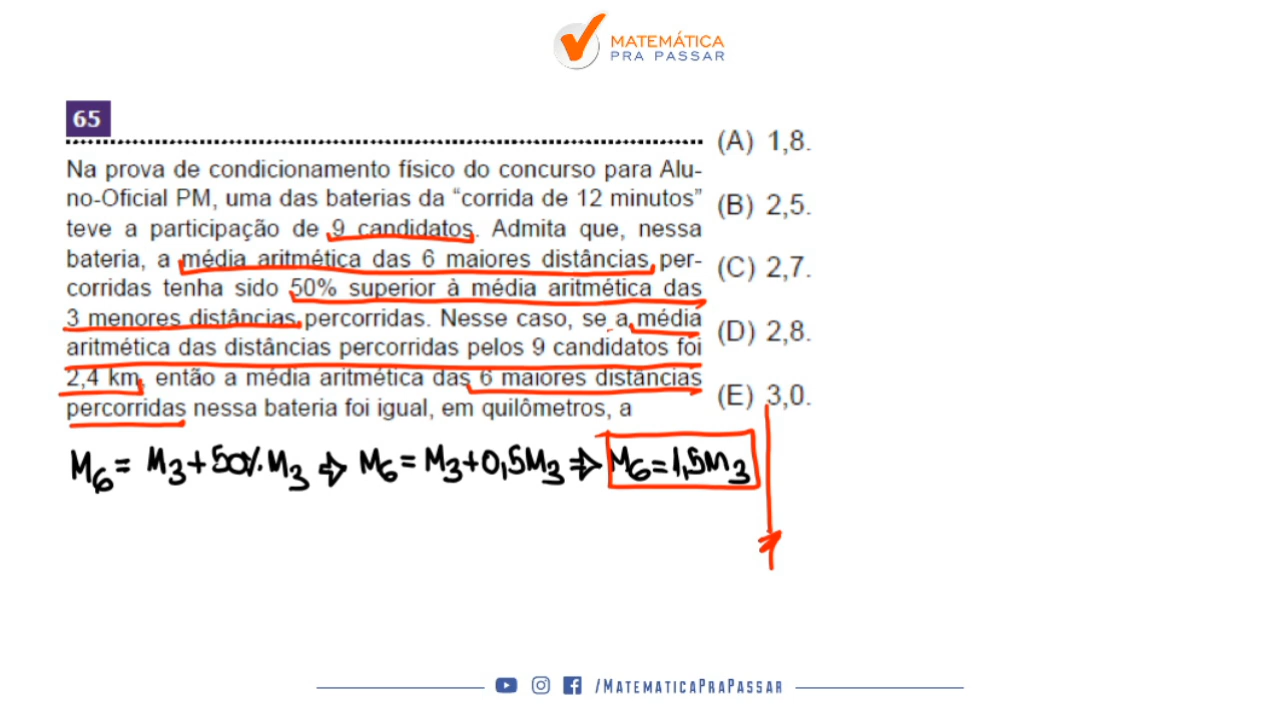 MATEMÁTICA
PRA PASSAR
65
Na prova de condicionamento físico do concurso para Alu-
no-Oficial PM, uma das baterias da “corrida de 12 minutos”
teve a participação de 9 candidatos. Admita que, nessa
bateria, a média aritmética das 6 maiores distâncias per-
corridas tenha sido 50% superior à média aritmética das
3 menores distâncias percorridas. Nesse caso, se a média
aritmética das distâncias percorridas pelos 9 candidatos foi
2,4 km, então a média aritmética das 6 maiores distâncias
percorridas nessa bateria foi igual, em quilômetros, a
(A) 1,8.
(B) 2,5.
(C) 2,7.
(D) 2,8.
(E) 3,0.
M6 = M3 + 50%.M3 ⇒ M6 = M3 + 0,5M3 ⇒ M6 = 1,5M3
/MATEMATICAPRAPASSAR